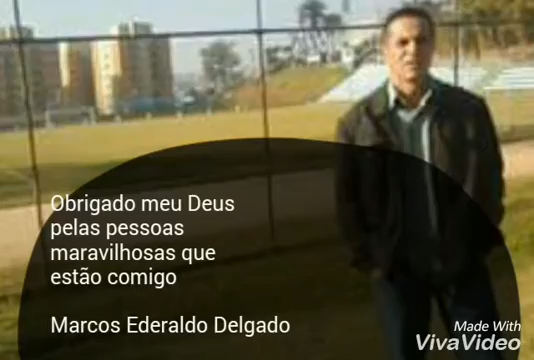 Obrigado meu Deus
pelas pessoas
maravilhosas que
estão comigo
Marcos Ederaldo Delgado
Made With
VivaVideo